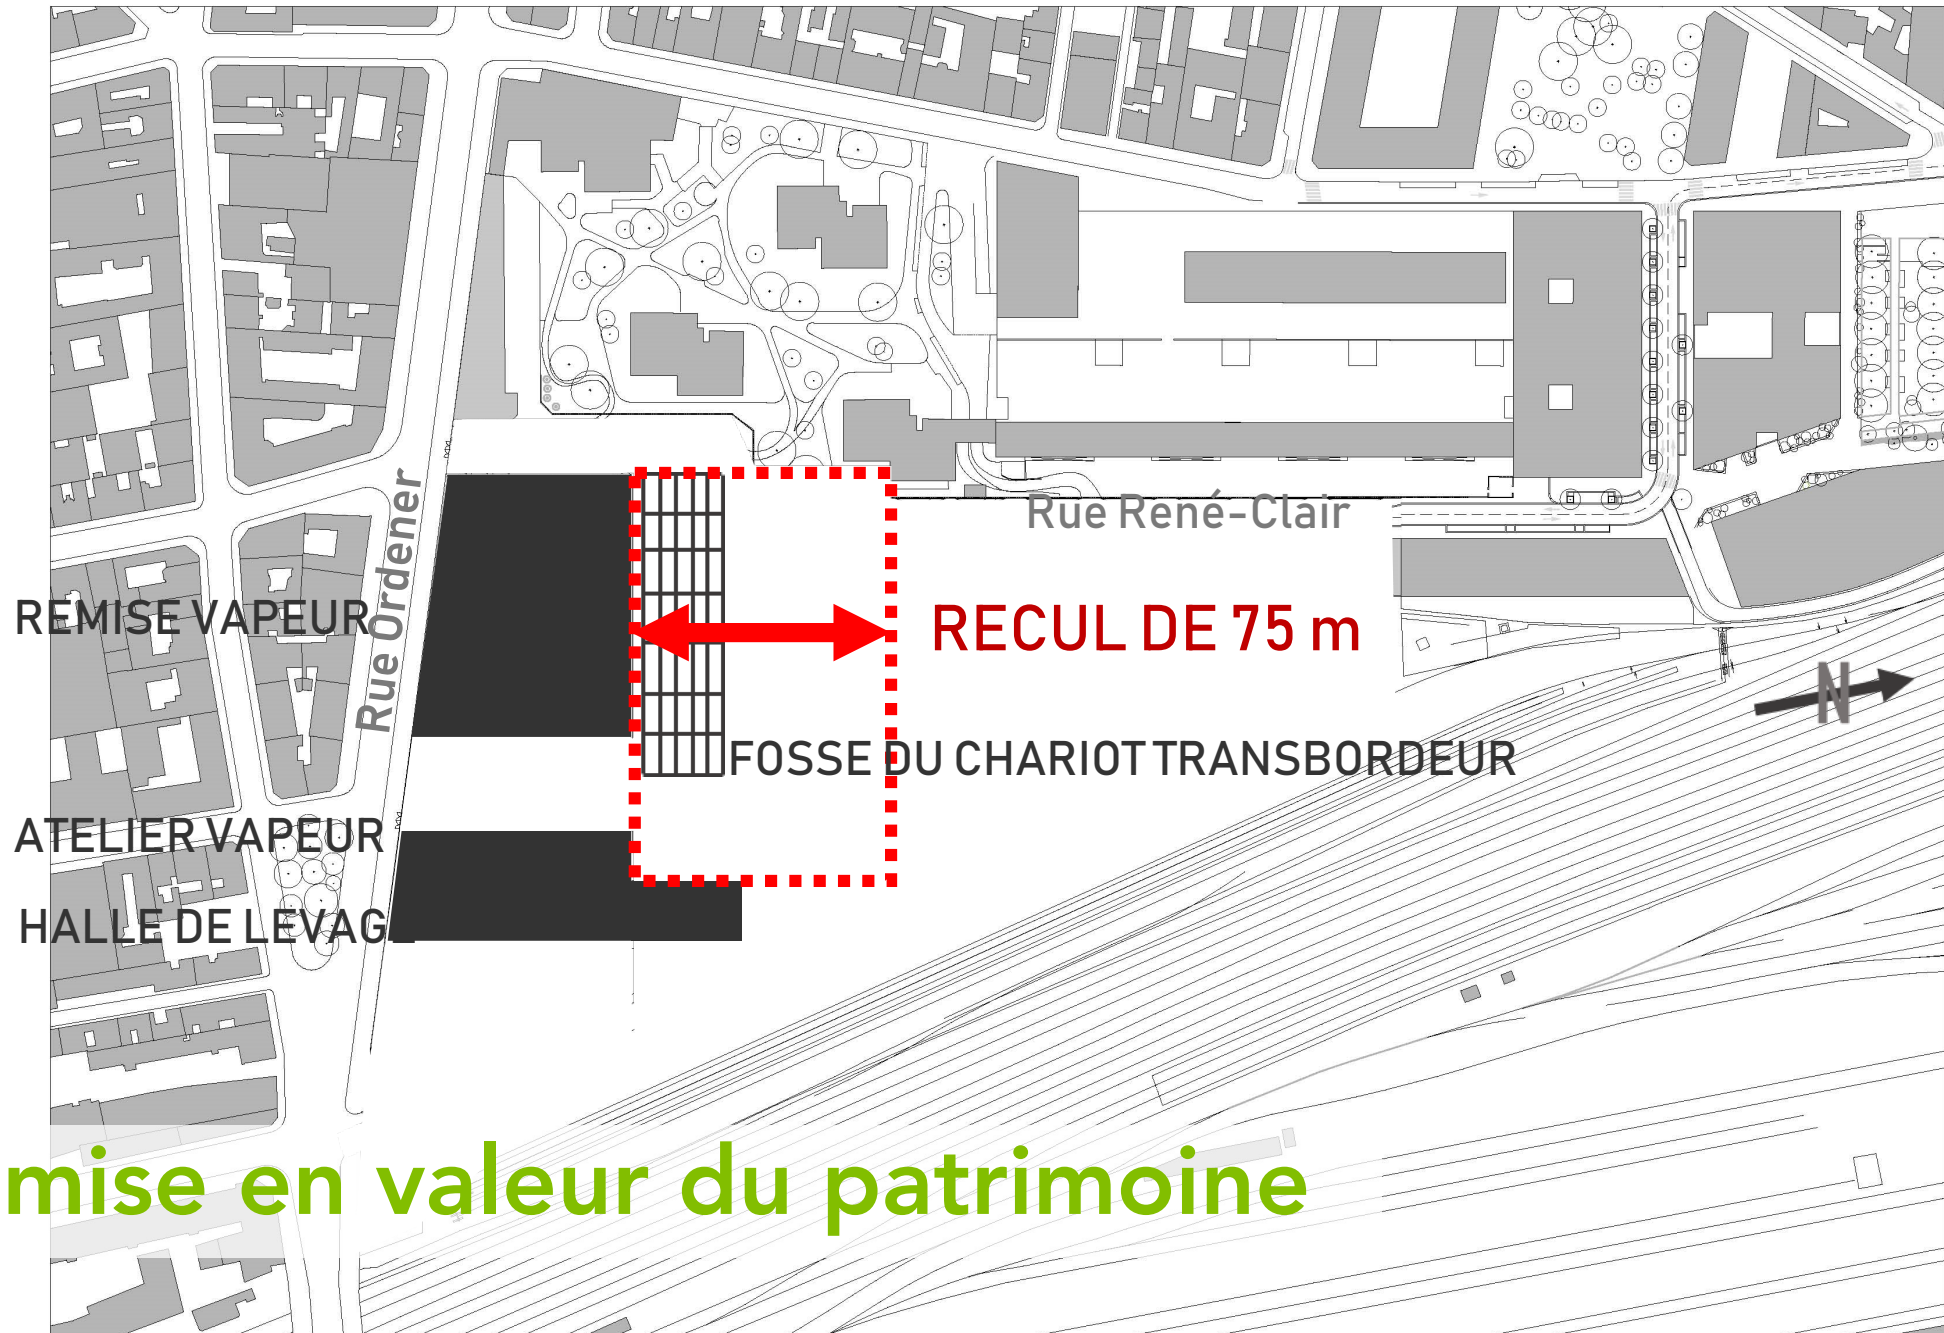 Rue René-Clair
Rue Ordener
REMISE VAPEUR
RECUL DE 75 m
N
FOSSE DU CHARIOT TRANSBORDEUR
ATELIER VAPEUR
HALLE DE LEVAGE
mise en valeur du patrimoine